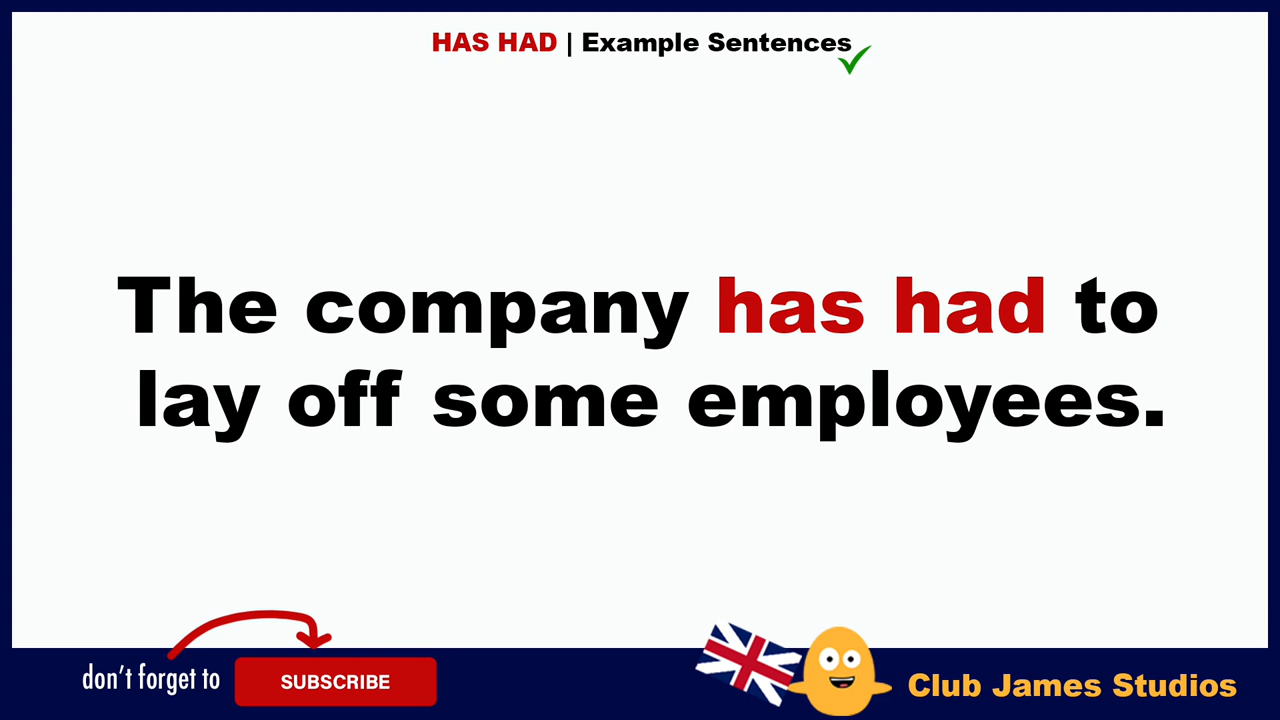 HAS HAD | Example Sentences
The company has had to
lay off some employees.
don't forget to
SUBSCRIBE
Club James Studios